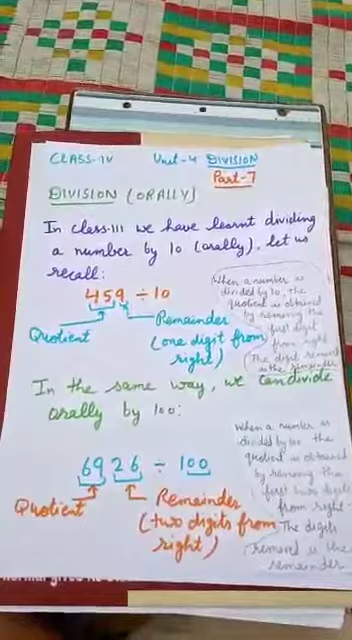 CLASS-IV Unit-4 DIVISION
Part-7
DIVISION (ORALLY)
In class-III we have learnt dividing
a number by 10 (orally). let us
recall:
459 ÷ 10
Quotient
Remainder
(one digit from
right)
When a number is
divided by 10, the
quotient is obtained
by removing the
first digit
from right
The digit removed
is the remainder
In the same way, we can divide
orally by 100:
6926 ÷ 100
Quotient
Remainder
(two digits from
right)
When a number is
divided by 100 the
quotient is obtained
by removing the
first two digits
from right.
The digits
removed is the
remainder